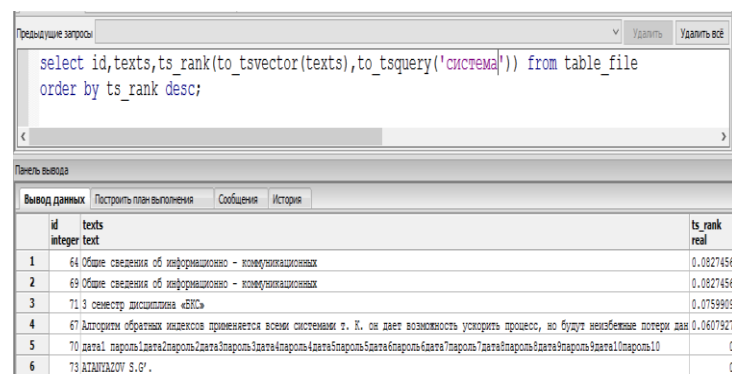 Предыдущие запросы Удалить Удалить всё
select id,texts,ts_rank(to_tsvector(texts),to_tsquery('система')) from table_file
order by ts_rank desc;
Панель вывода
Вывод данных Построить план выполнения Сообщения История
id texts ts_rank
integer text real
1 64 Общие сведения об информационно - коммуникационных 0.0827456
2 69 Общие сведения об информационно - коммуникационных 0.0827456
3 71 3 семестр дисциплина «БКС» 0.0759909
4 67 Алгоритм обратных индексов применяется всеми системами т. К. он дает возможность ускорить процесс, но будут неизбежные потери дан 0.0607927
5 70 дата1 пароль1дата2пароль2дата3пароль3дата4пароль4дата5пароль5дата6пароль6дата7пароль7дата8пароль8дата9пароль9дата10пароль10 0
6 73 ATANYAZOV S.G'. 0